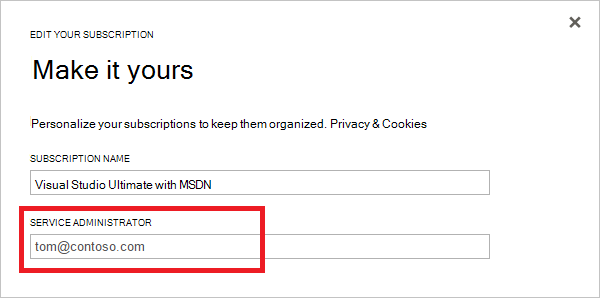 EDIT YOUR SUBSCRIPTION
Make it yours
Personalize your subscriptions to keep them organized. Privacy & Cookies
SUBSCRIPTION NAME
Visual Studio Ultimate with MSDN
SERVICE ADMINISTRATOR
tom@contoso.com